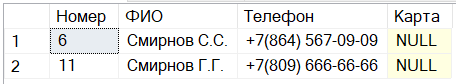 Номер ФИО Телефон Карта
1 6 Смирнов С.С. +7(864) 567-09-09 NULL
2 11 Смирнов Г.Г. +7(809) 666-66-66 NULL